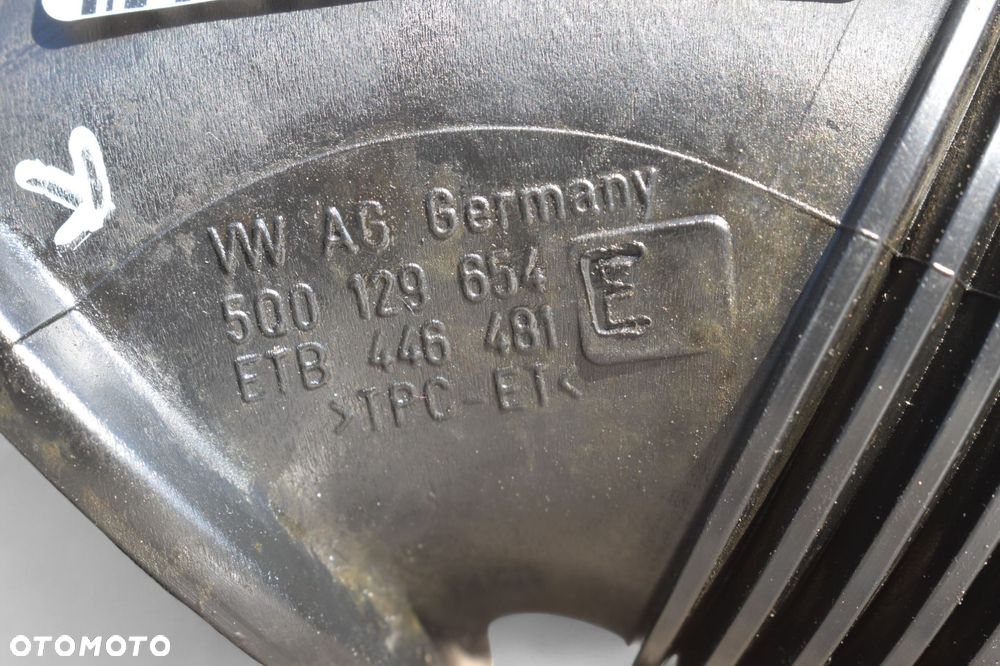 VW AG Germany
5Q0 129 654 E
ETB 446 481
>TPC-ET<
OTOMOTO